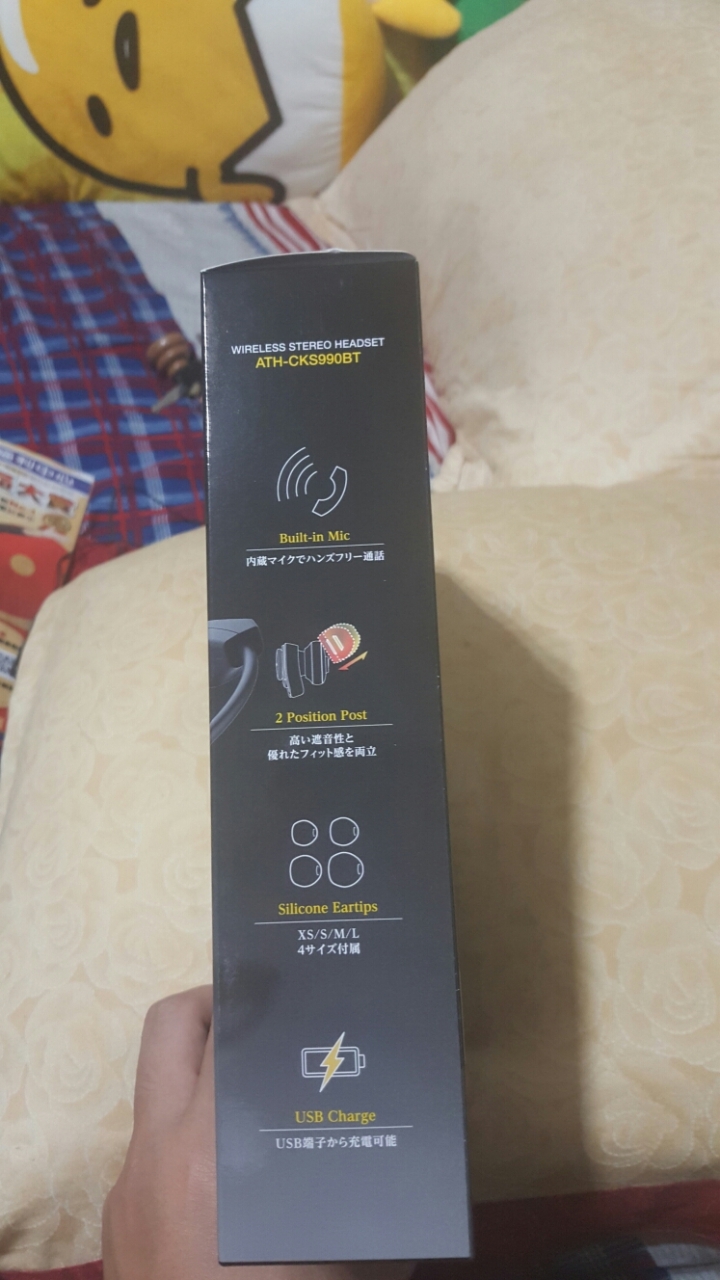 WIRELESS STEREO HEADSET
ATH-CKS990BT
Built-in Mic
内蔵マイクでハンズフリー通話
2 Position Post
高い遮音性と
優れたフィット感を両立
Silicone Eartips
XS/S/M/L
4サイズ付属
USB Charge
USB端子から充電可能